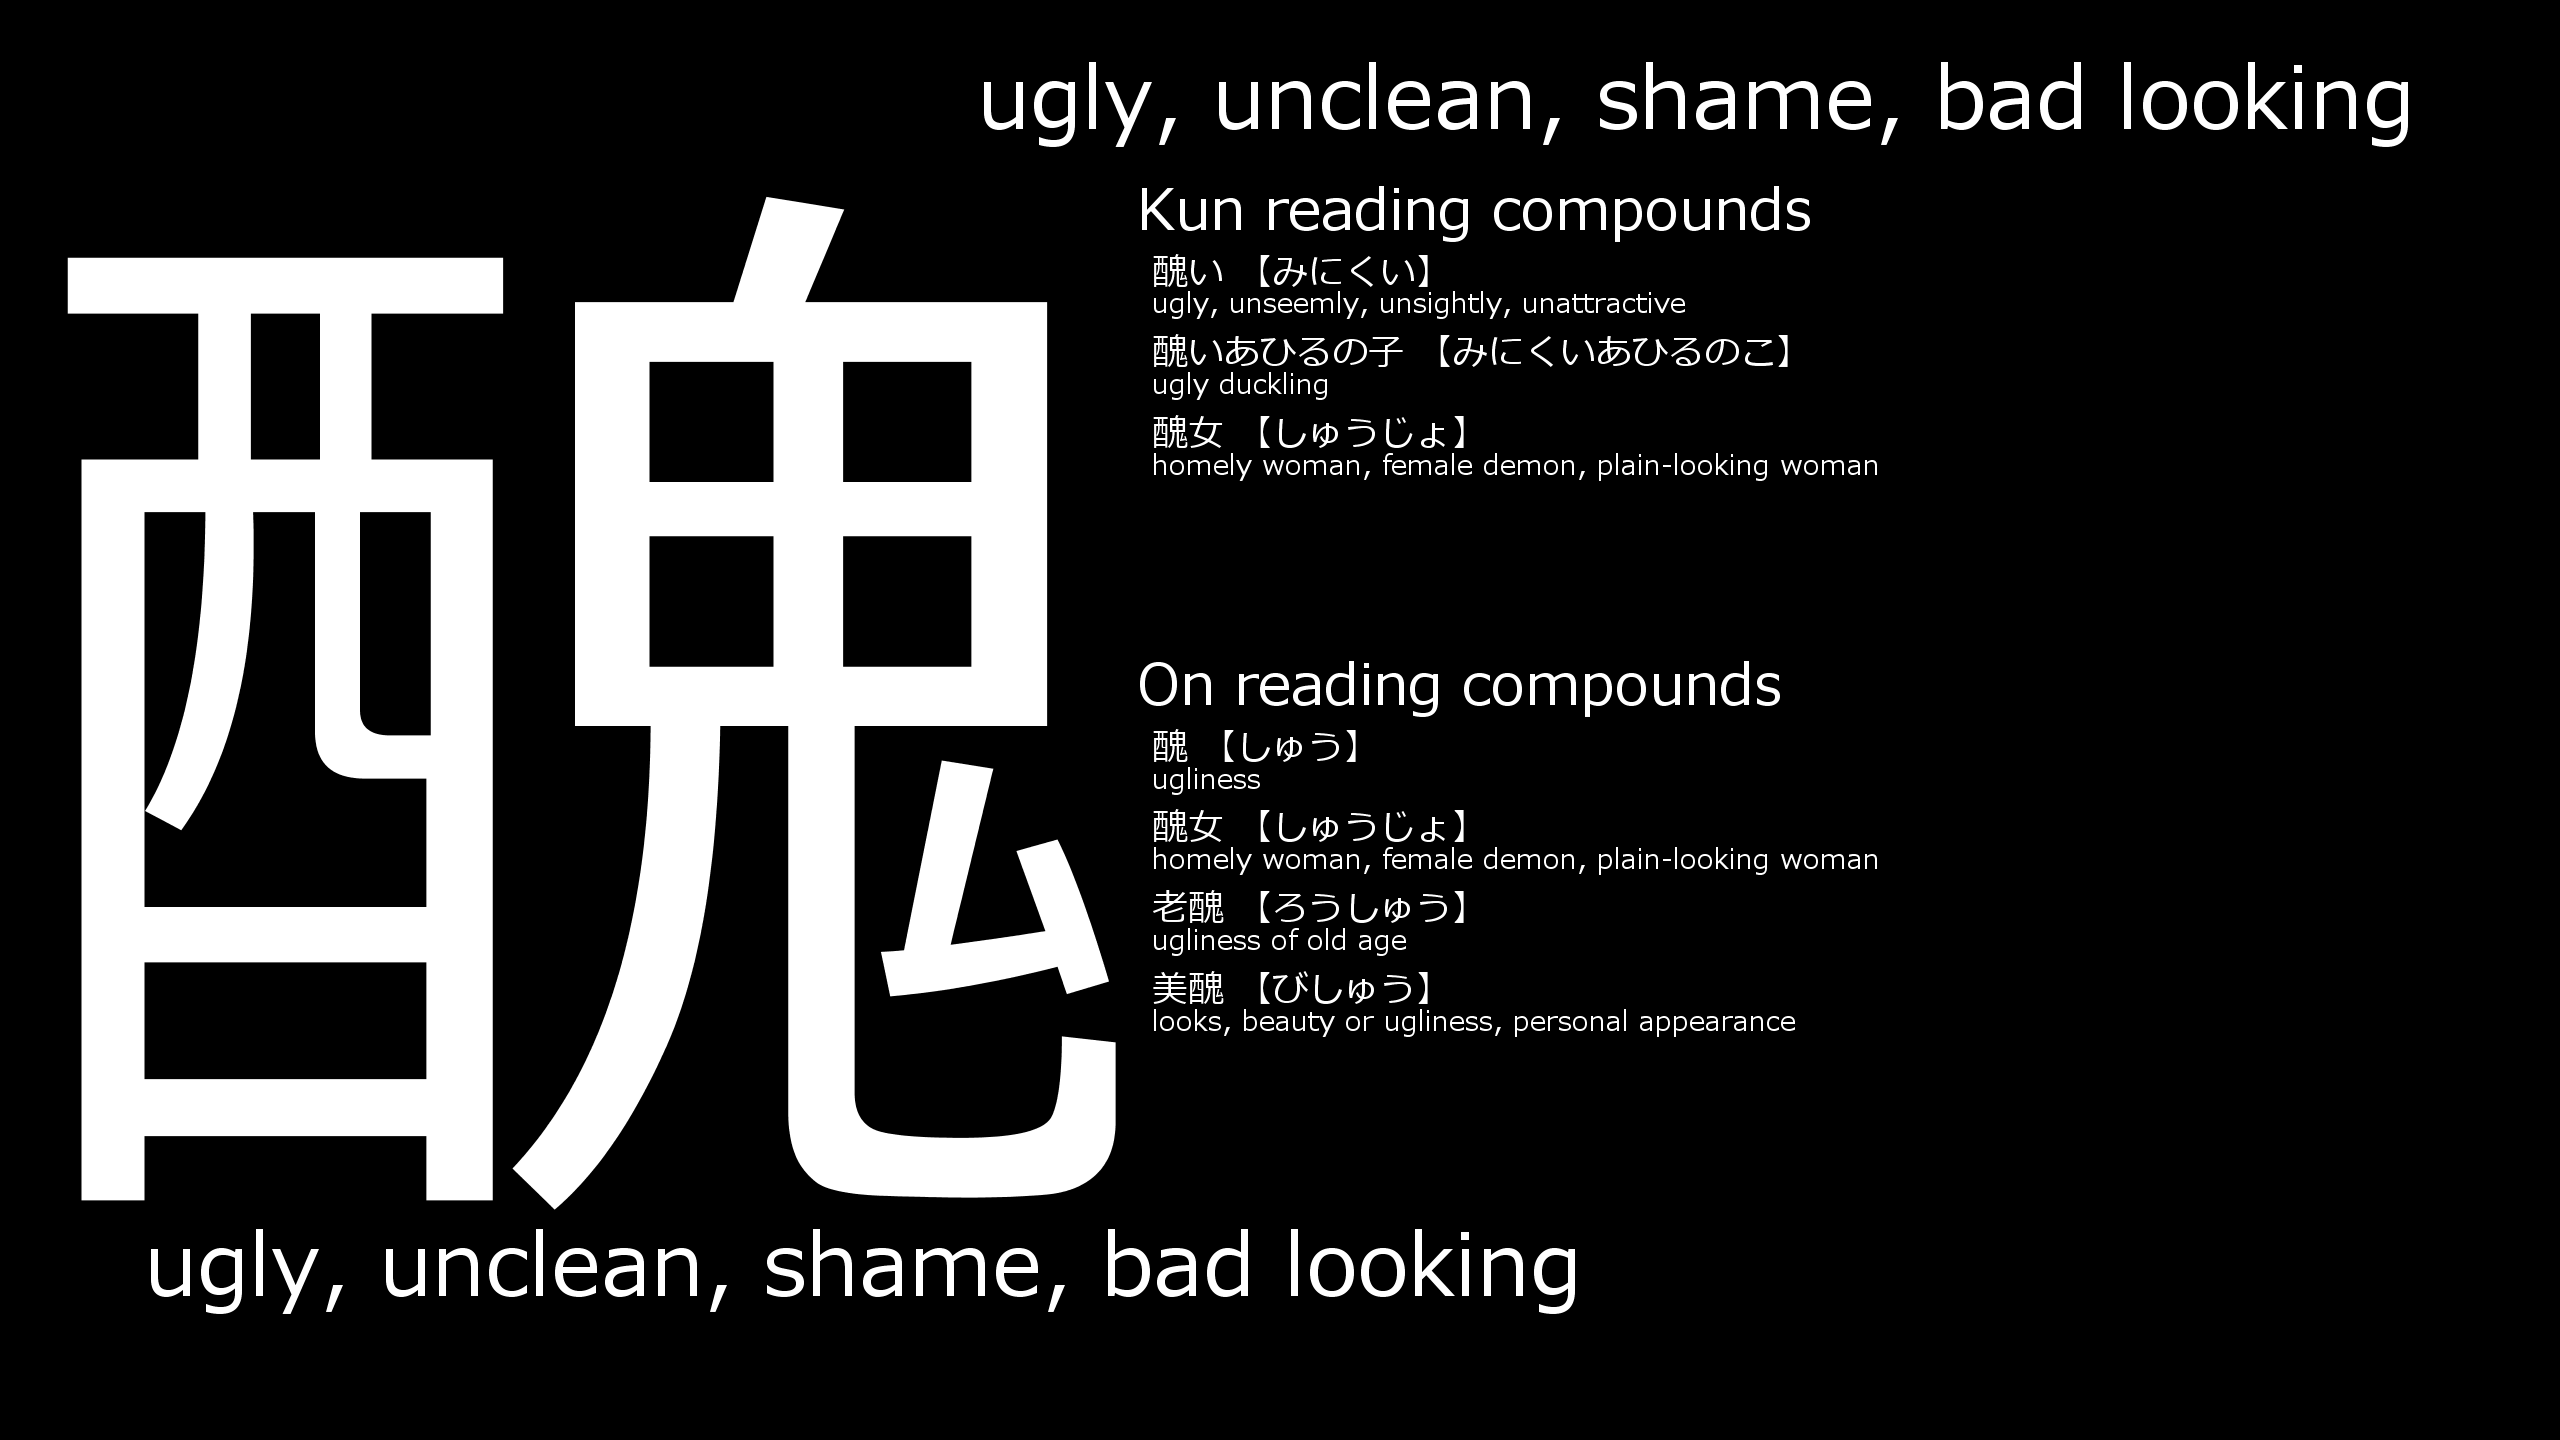 ugly, unclean, shame, bad looking
醜
Kun reading compounds
醜い 【みにくい】
ugly, unseemly, unsightly, unattractive
醜いあひるの子 【みにくいあひるのこ】
ugly duckling
醜女 【しゅうじょ】
homely woman, female demon, plain-looking woman
On reading compounds
醜 【しゅう】
ugliness
醜女 【しゅうじょ】
homely woman, female demon, plain-looking woman
老醜 【ろうしゅう】
ugliness of old age
美醜 【びしゅう】
looks, beauty or ugliness, personal appearance
ugly, unclean, shame, bad looking